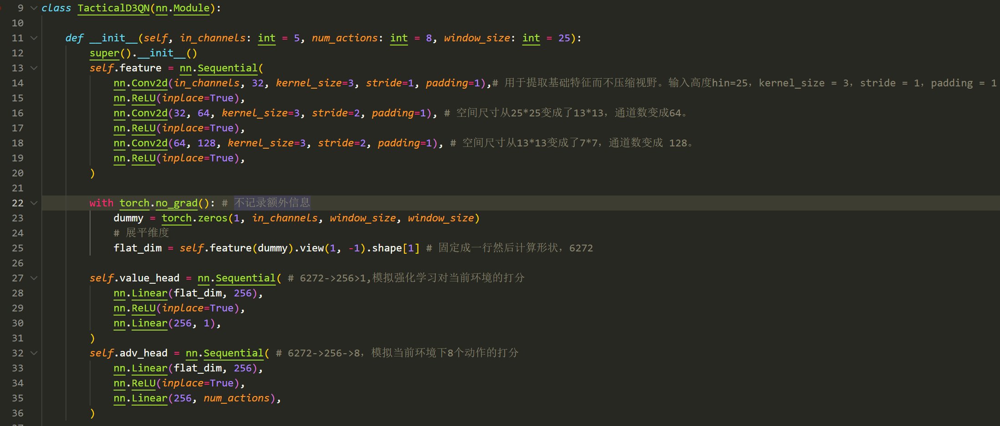 9 class TacticalD3QN(nn.Module):
10
11     def __init__(self, in_channels: int = 5, num_actions: int = 8, window_size: int = 25):
12         super().__init__()
13         self.feature = nn.Sequential(
14             nn.Conv2d(in_channels, 32, kernel_size=3, stride=1, padding=1),# 用于提取基础特征而不压缩视野。输入高度hin=25，kernel_size = 3，stride = 1，padding = 1
15             nn.ReLU(inplace=True),
16             nn.Conv2d(32, 64, kernel_size=3, stride=2, padding=1), # 空间尺寸从25*25变成了13*13，通道数变成64。
17             nn.ReLU(inplace=True),
18             nn.Conv2d(64, 128, kernel_size=3, stride=2, padding=1), # 空间尺寸从13*13变成了7*7，通道数变成 128。
19             nn.ReLU(inplace=True),
20         )
21
22         with torch.no_grad(): # 不记录额外信息
23             dummy = torch.zeros(1, in_channels, window_size, window_size)
24             # 展平维度
25             flat_dim = self.feature(dummy).view(1, -1).shape[1] # 固定成一行然后计算形状，6272
26
27         self.value_head = nn.Sequential( # 6272->256>1,模拟强化学习对当前环境的打分
28             nn.Linear(flat_dim, 256),
29             nn.ReLU(inplace=True),
30             nn.Linear(256, 1),
31         )
32         self.adv_head = nn.Sequential( # 6272->256->8，模拟当前环境下8个动作的打分
33             nn.Linear(flat_dim, 256),
34             nn.ReLU(inplace=True),
35             nn.Linear(256, num_actions),
36         )